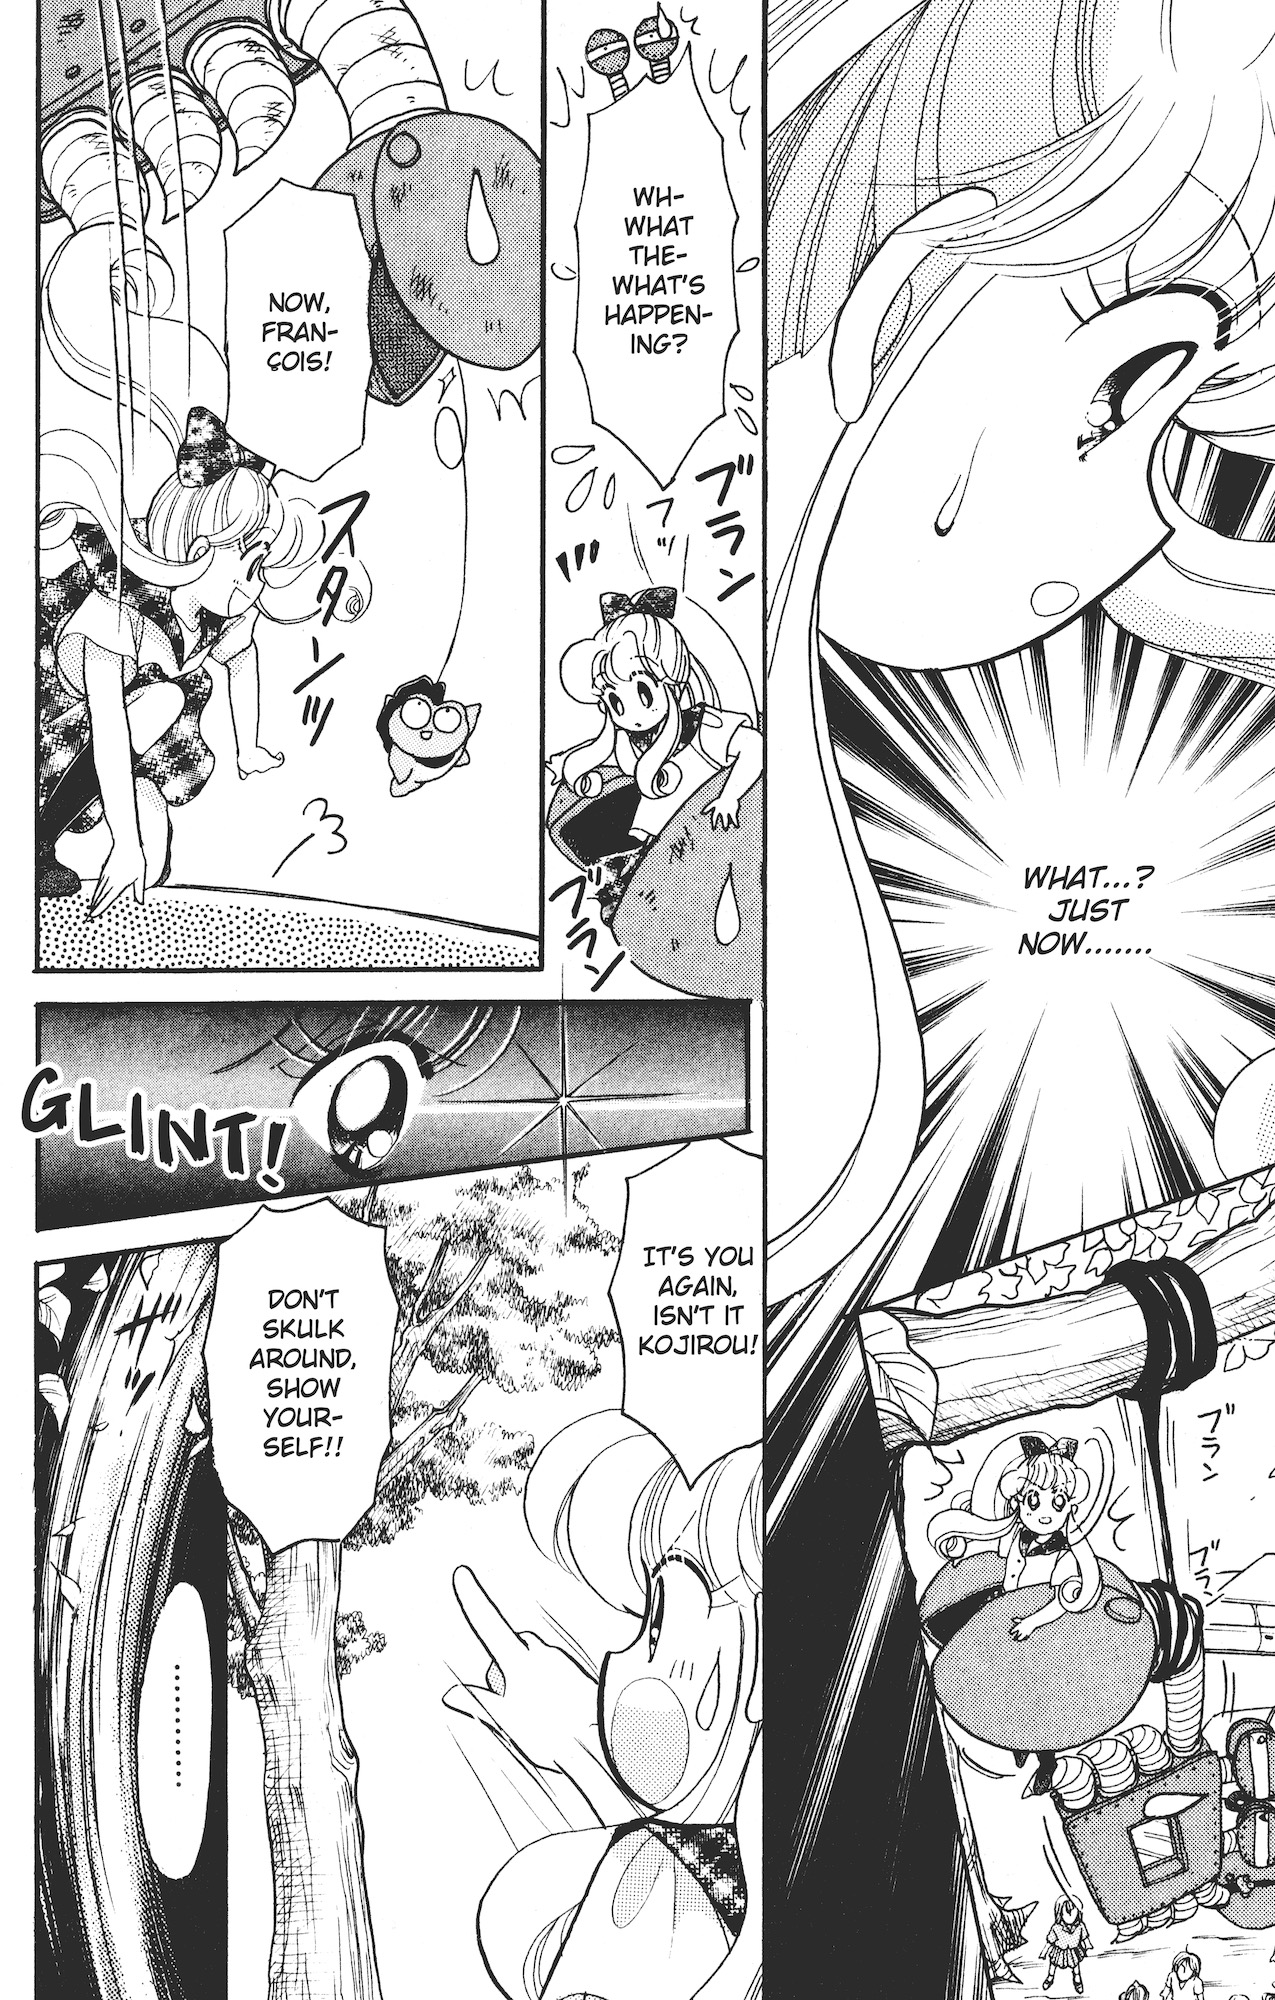 WHAT...?
JUST
NOW.......
ブラン
ブラン
WH-
WHAT
THE-
WHAT'S
HAPPEN-
ING?
ブラン
ブラン
NOW,
FRAN-
ÇOIS!
スタンッ
GLINT!
IT'S YOU
AGAIN,
ISN'T IT
KOJIROU!
DON'T
SKULK
AROUND,
SHOW
YOUR-
SELF!!
ザッ
..........